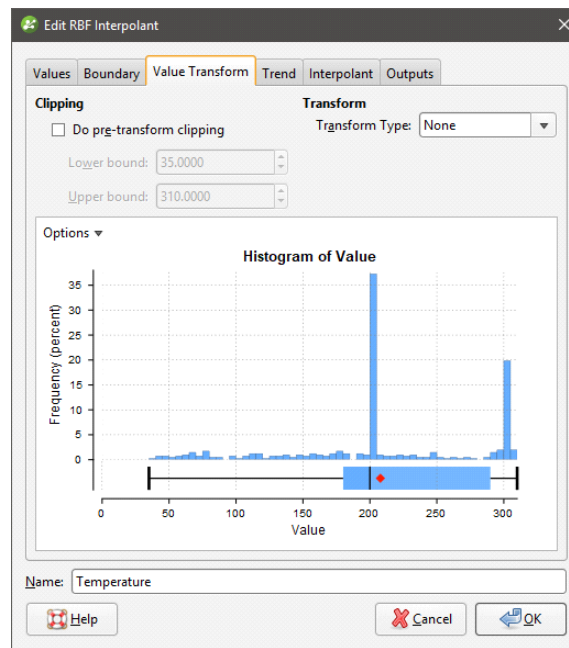 Edit RBF Interpolant
Values Boundary Value Transform Trend Interpolant Outputs
Clipping
Transform
Do pre-transform clipping
Transform Type: None
Lower bound: 35.0000
Upper bound: 310.0000
Options
Histogram of Value
Frequency (percent)
35
30
25
20
15
10
5
0
0 50 100 150 200 250 300
Value
Name: Temperature
Help Cancel OK